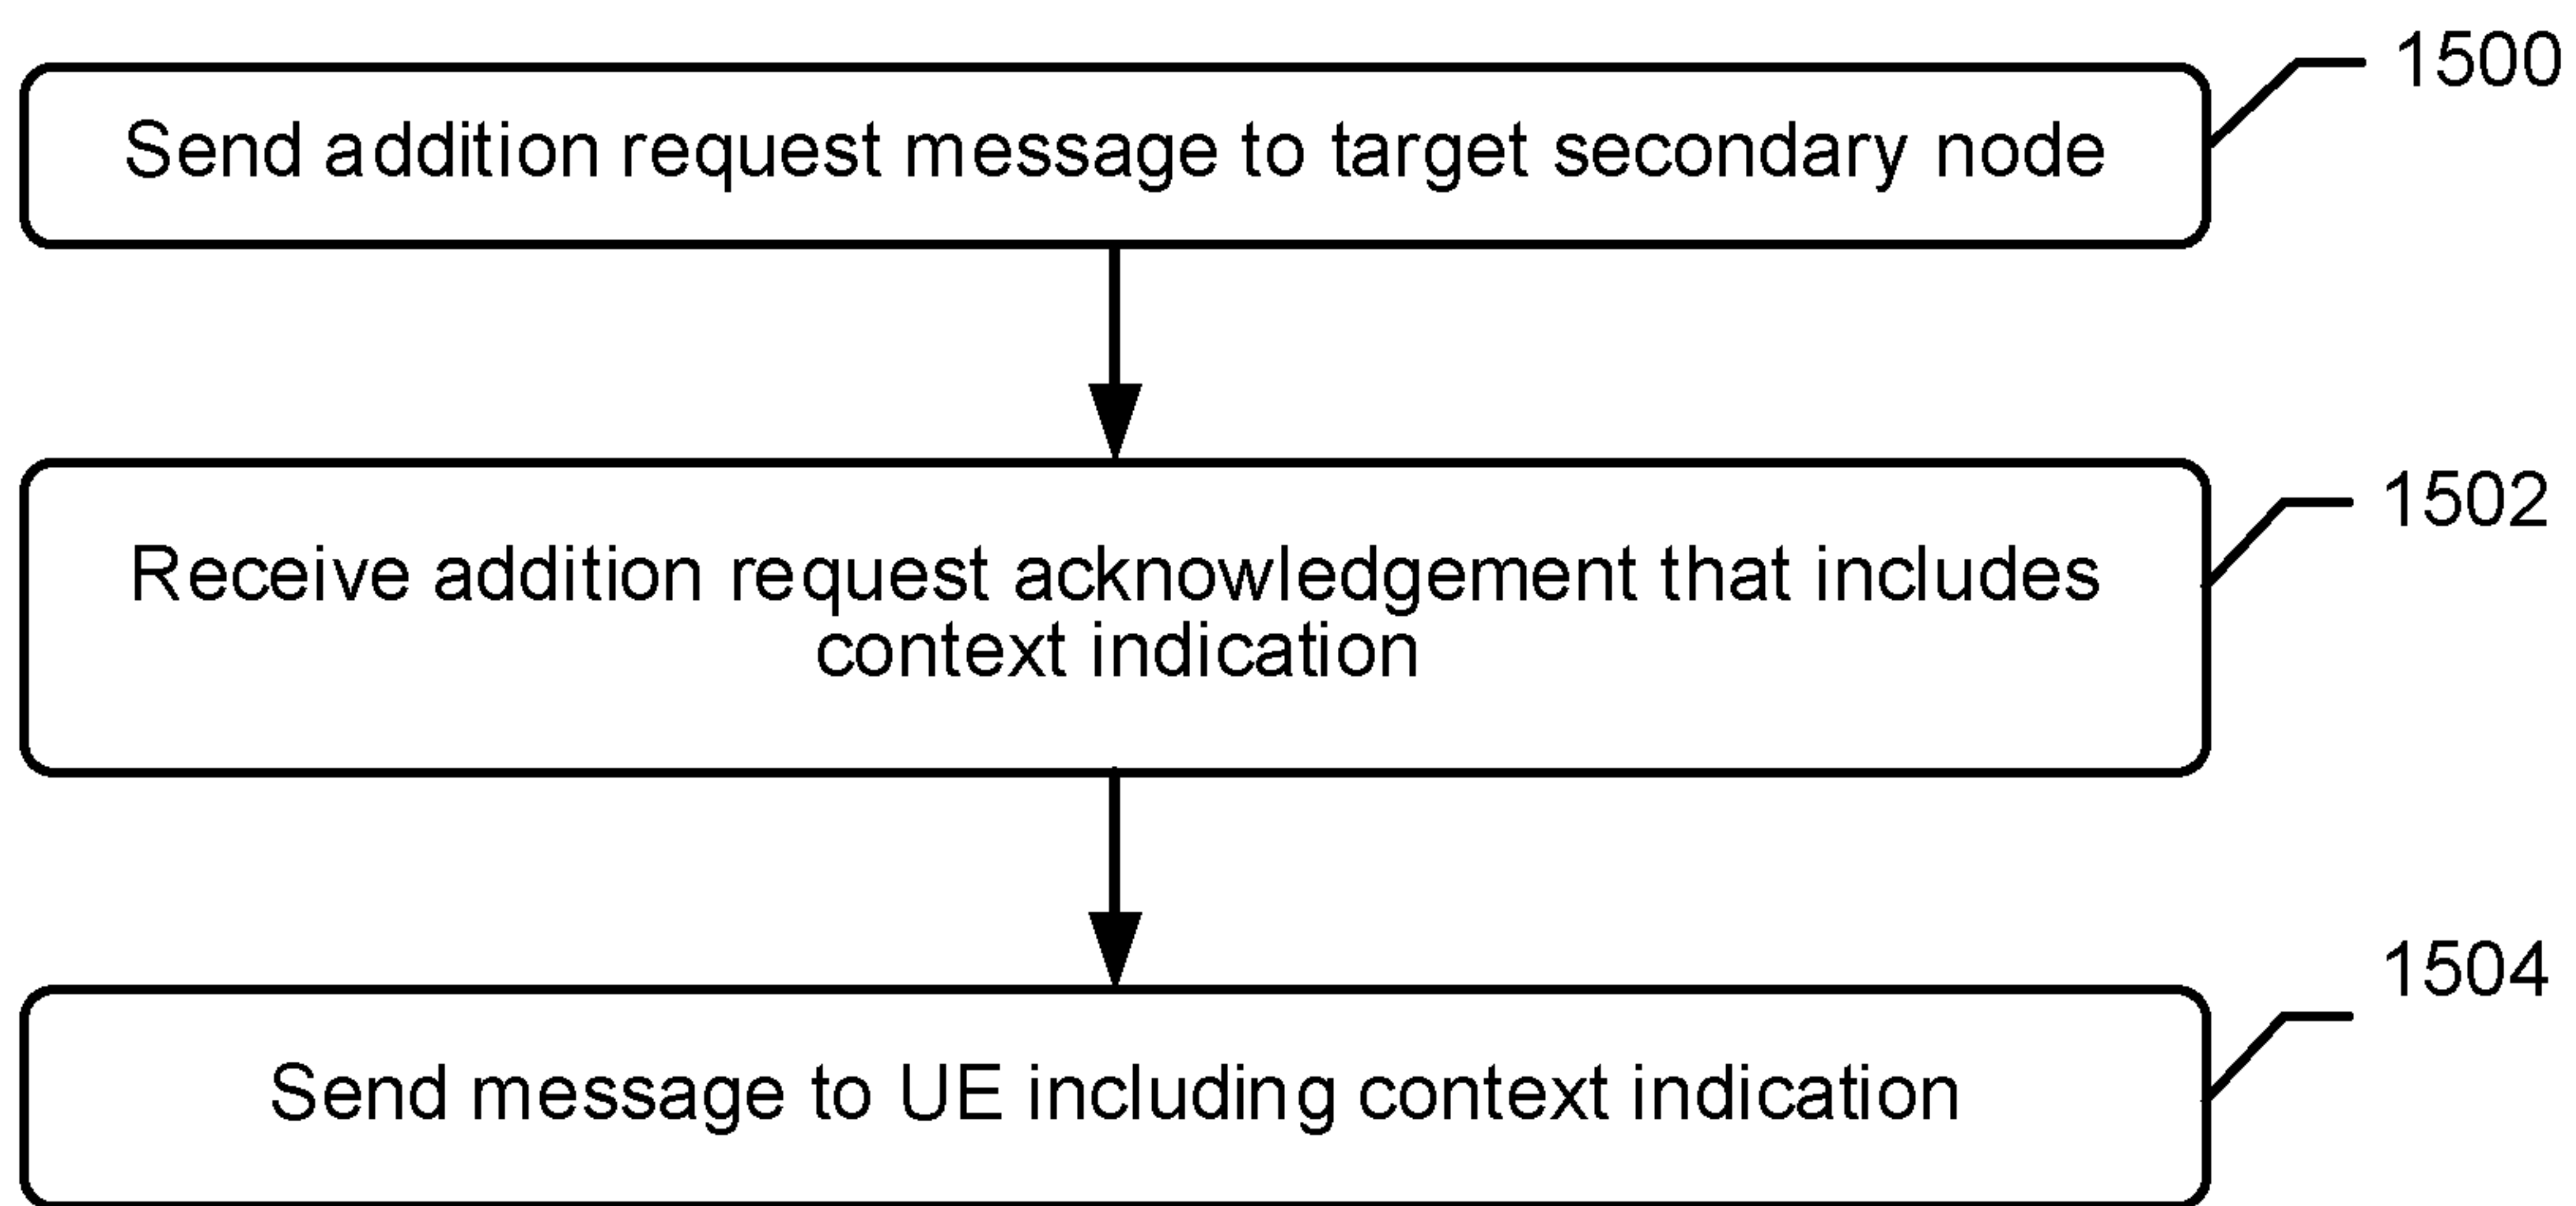 1500
Send addition request message to target secondary node
1502
Receive addition request acknowledgement that includes
context indication
1504
Send message to UE including context indication